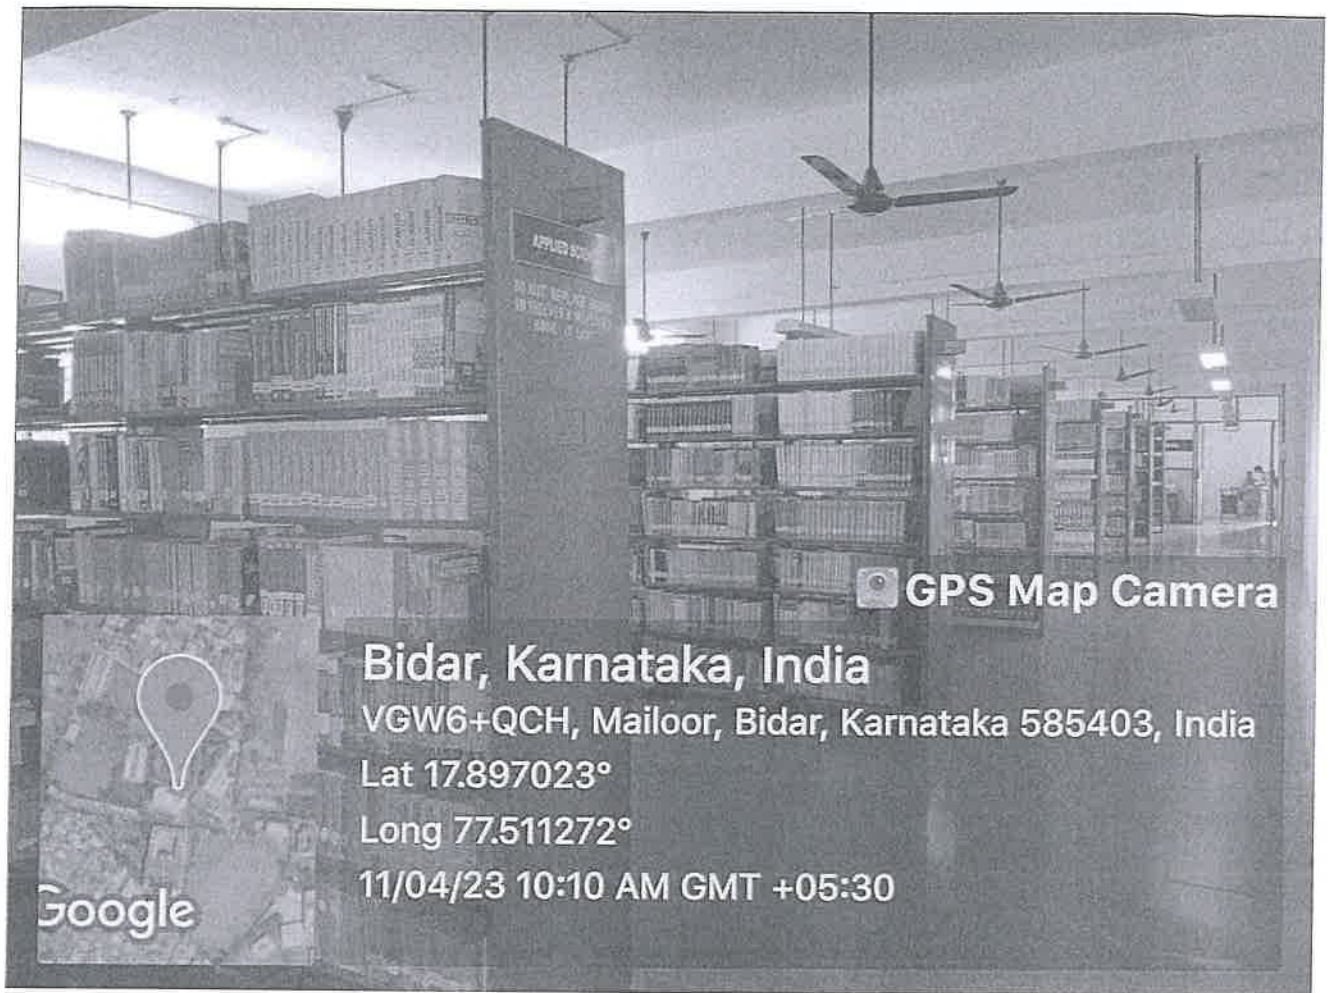 APPLIED
GPS Map Camera
Bidar, Karnataka, India
VGW6+QCH, Mailoor, Bidar, Karnataka 585403, India
Lat 17.897023°
Long 77.511272°
11/04/23 10:10 AM GMT +05:30
Google